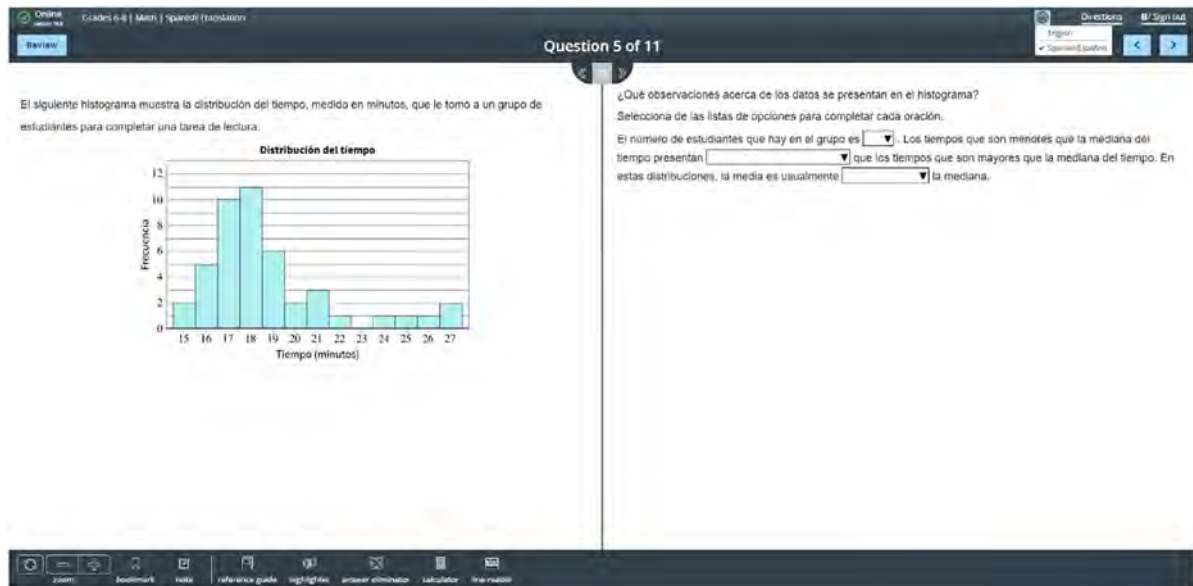 Online
Grades 6-8 | Math | Spanish Translation
Directions
Sign out
Review
Question 5 of 11
English
El siguiente histograma muestra la distribución del tiempo, medido en minutos, que le tomó a un grupo de
estudiantes para completar una tarea de lectura.
Distribución del tiempo
Frecuencia
12
10
8
6
4
2
0
15 16 17 18 19 20 21 22 23 24 25 26 27
Tiempo (minutos)
¿Qué observaciones acerca de los datos se presentan en el histograma?
Selecciona de las listas de opciones para completar cada oración.
El número de estudiantes que hay en el grupo es . Los tiempos que son menores que la mediana del
tiempo presentan que los tiempos que son mayores que la mediana del tiempo. En
estas distribuciones, la media es usualmente la mediana.
zoom bookmark note reference guide highlighter answer eliminator calculator line reader